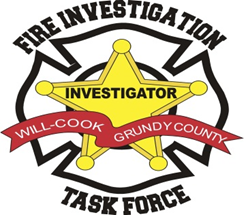 FIRE INVESTIGATION
INVESTIGATOR
WILL-COOK GRUNDY COUNTY
TASK FORCE